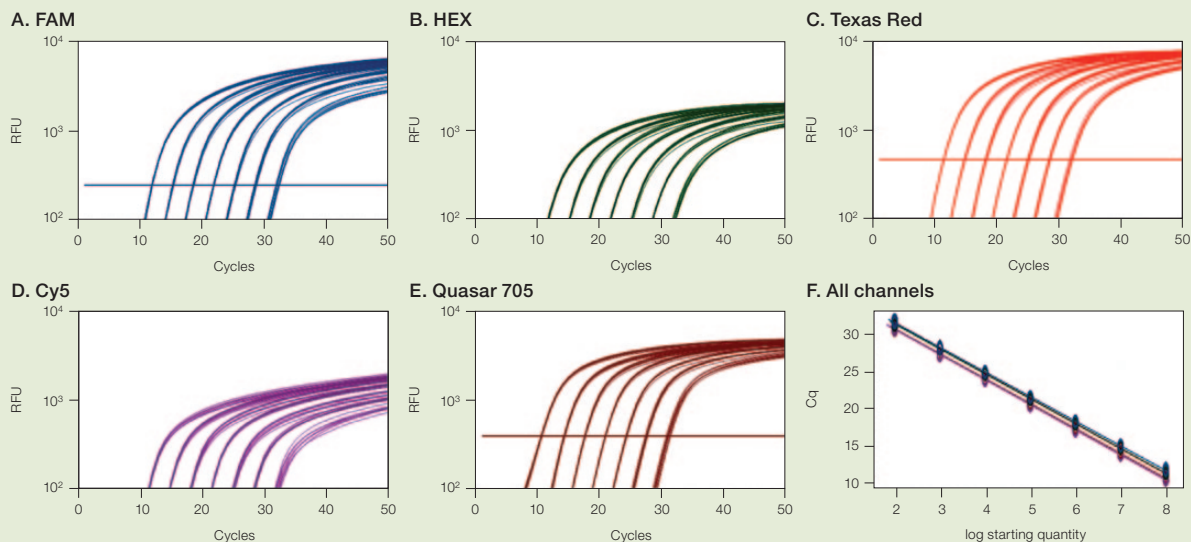 A. FAM
10⁴
10³
10²
RFU
0 10 20 30 40 50
Cycles
B. HEX
10⁴
10³
10²
RFU
0 10 20 30 40 50
Cycles
C. Texas Red
10⁴
10³
10²
RFU
0 10 20 30 40 50
Cycles
D. Cy5
10⁴
10³
10²
RFU
0 10 20 30 40 50
Cycles
E. Quasar 705
10⁴
10³
10²
RFU
0 10 20 30 40 50
Cycles
F. All channels
30
25
20
15
10
Cq
2 3 4 5 6 7 8
log starting quantity